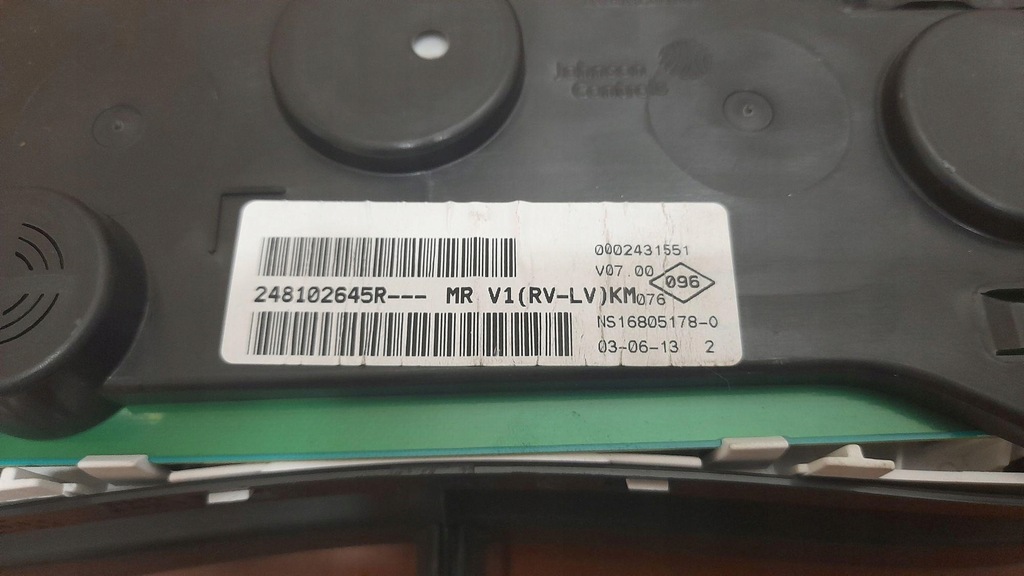 Johnson
Controls
0002431551
V07.00
096
248102645R--- MR V1(RV-LV)KM
076
NS16805178-0
03-06-13 2